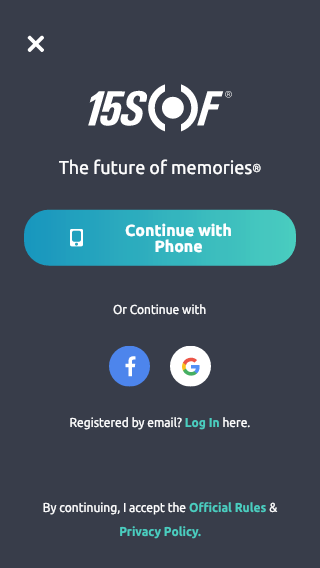 15SOF®
The future of memories®
Continue with
Phone
Or Continue with
Registered by email? Log In here.
By continuing, I accept the Official Rules &
Privacy Policy.